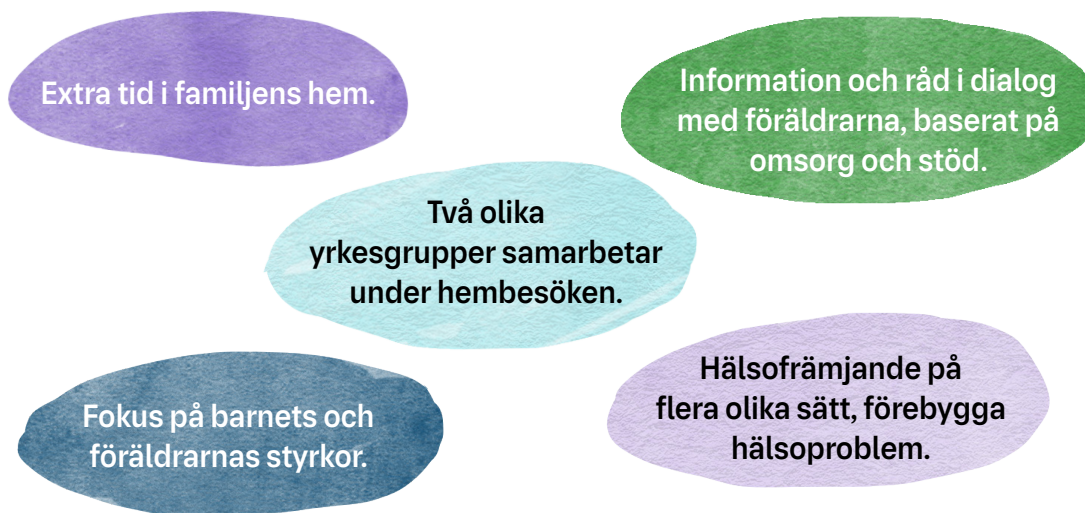 Extra tid i familjens hem.
Information och råd i dialog
med föräldrarna, baserat på
omsorg och stöd.
Två olika
yrkesgrupper samarbetar
under hembesöken.
Fokus på barnets och
föräldrarnas styrkor.
Hälsofrämjande på
flera olika sätt, förebygga
hälsoproblem.